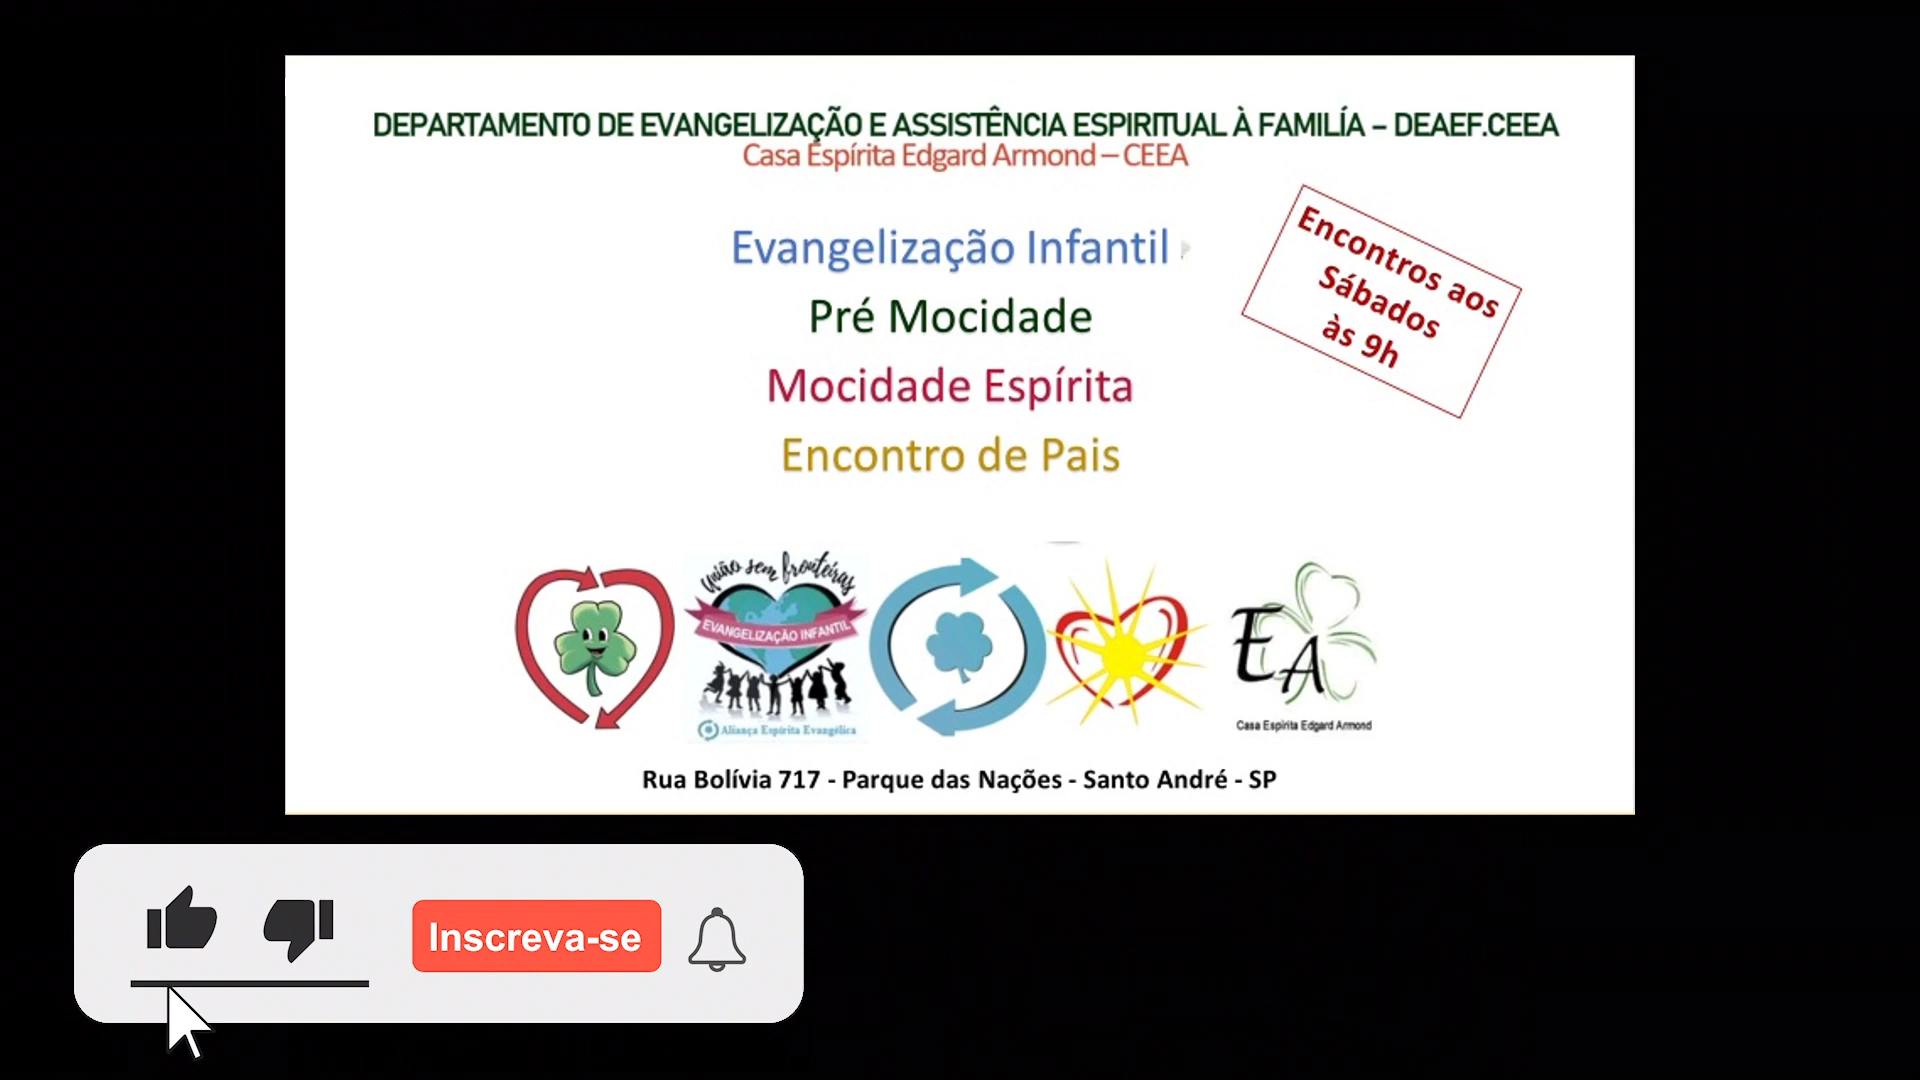 DEPARTAMENTO DE EVANGELIZAÇÃO E ASSISTÊNCIA ESPIRITUAL À FAMILÍA – DEAEF.CEEA
Casa Espírita Edgard Armond – CEEA
Evangelização Infantil
Pré Mocidade
Mocidade Espírita
Encontro de Pais
Encontros aos
Sábados
às 9h
união sem fronteiras
EVANGELIZAÇÃO INFANTIL
Aliança Espírita Evangélica
EA
Casa Espírita Edgard Armond
Rua Bolívia 717 - Parque das Nações - Santo André - SP
Inscreva-se